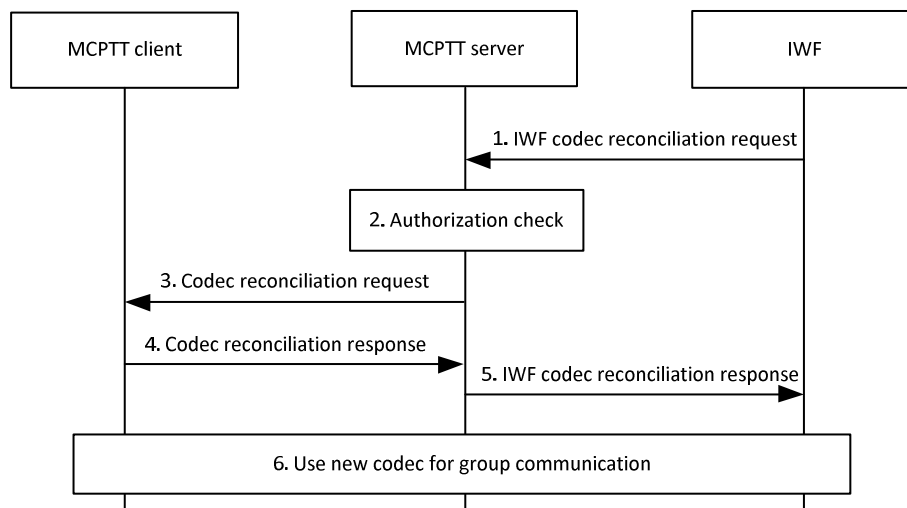 MCPTT client
MCPTT server
IWF
1. IWF codec reconciliation request
2. Authorization check
3. Codec reconciliation request
4. Codec reconciliation response
5. IWF codec reconciliation response
6. Use new codec for group communication